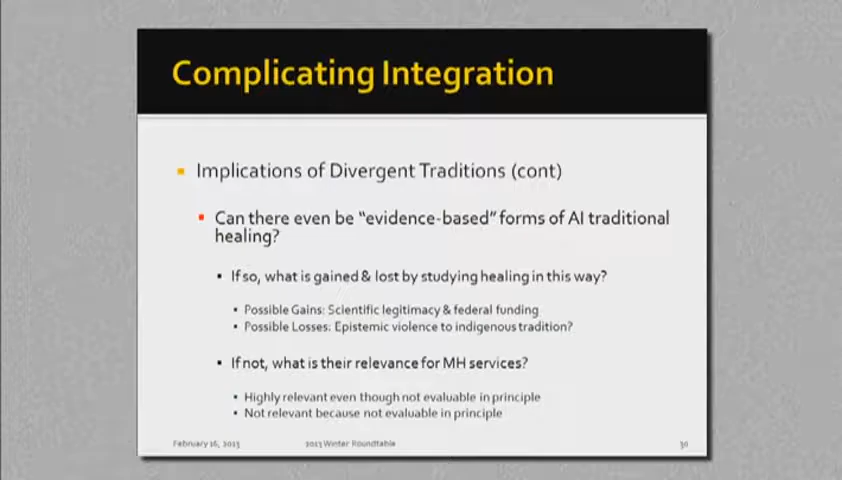 Complicating Integration
Implications of Divergent Traditions (cont)
Can there even be "evidence-based" forms of AI traditional
healing?
If so, what is gained & lost by studying healing in this way?
Possible Gains: Scientific legitimacy & federal funding
Possible Losses: Epistemic violence to indigenous tradition?
If not, what is their relevance for MH services?
Highly relevant even though not evaluable in principle
Not relevant because not evaluable in principle
February 16, 2013 2013 Winter Roundtable 30